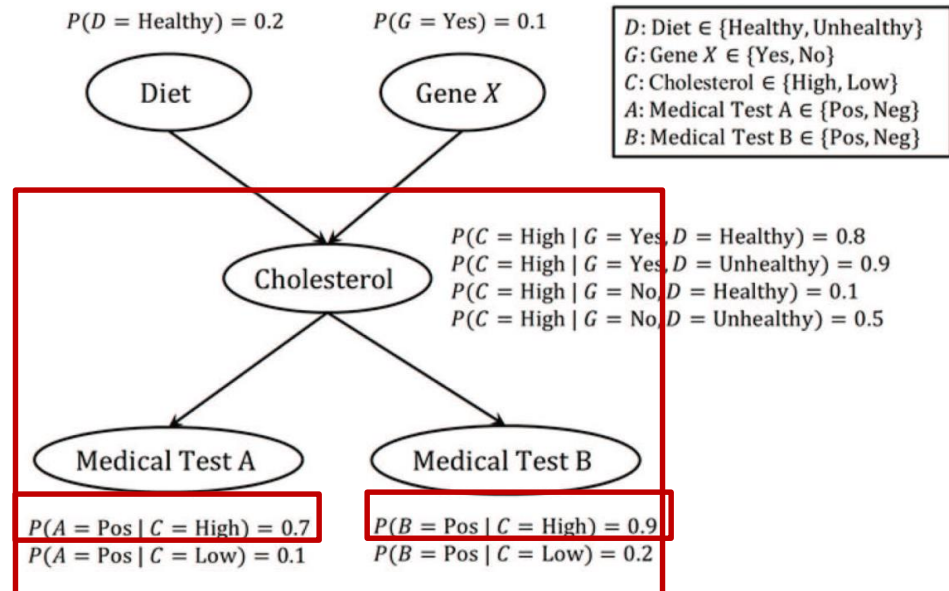 P(D = Healthy) = 0.2
P(G = Yes) = 0.1
D: Diet ∈ {Healthy, Unhealthy}
G: Gene X ∈ {Yes, No}
C: Cholesterol ∈ {High, Low}
A: Medical Test A ∈ {Pos, Neg}
B: Medical Test B ∈ {Pos, Neg}
Diet
Gene X
Cholesterol
P(C = High | G = Yes, D = Healthy) = 0.8
P(C = High | G = Yes, D = Unhealthy) = 0.9
P(C = High | G = No, D = Healthy) = 0.1
P(C = High | G = No, D = Unhealthy) = 0.5
Medical Test A
Medical Test B
P(A = Pos | C = High) = 0.7
P(A = Pos | C = Low) = 0.1
P(B = Pos | C = High) = 0.9
P(B = Pos | C = Low) = 0.2